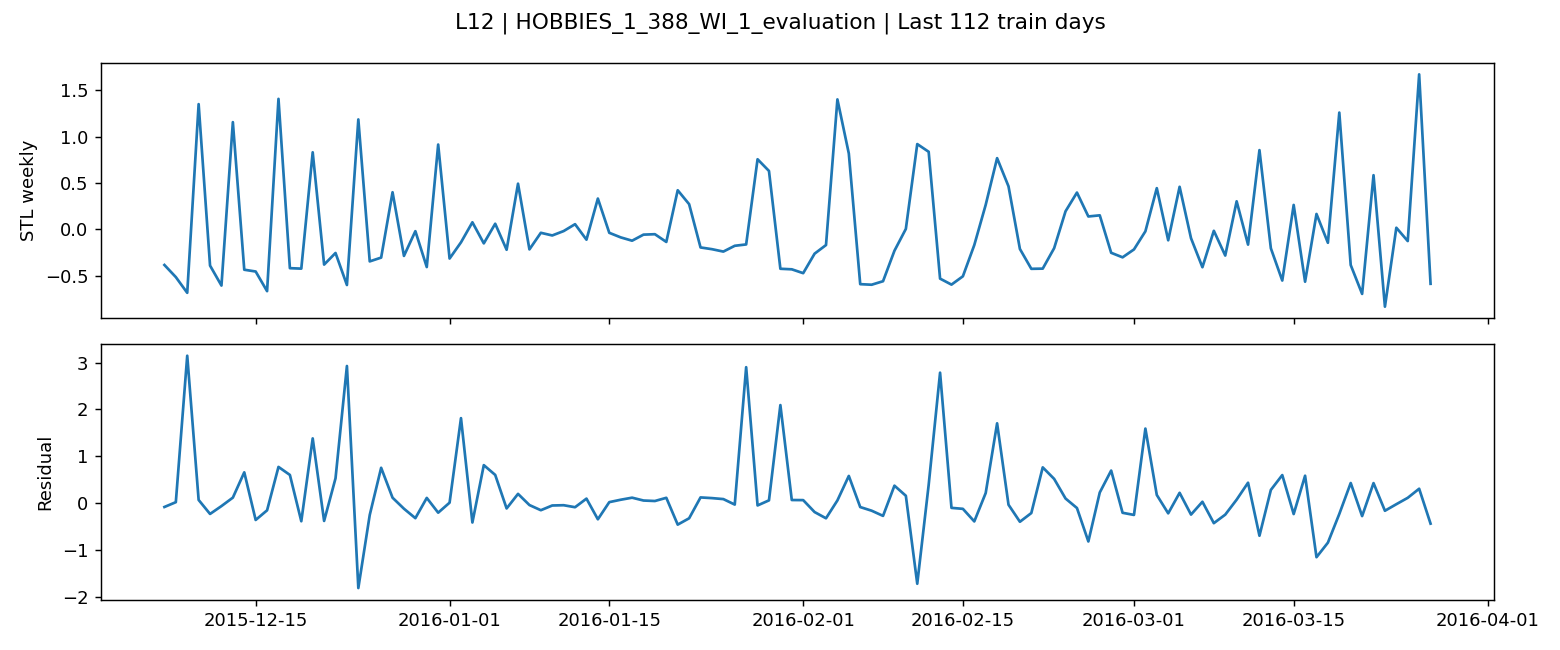 L12 | HOBBIES_1_388_WI_1_evaluation | Last 112 train days
STL weekly
1.5
1.0
0.5
0.0
−0.5
Residual
3
2
1
0
−1
−2
2015-12-15 2016-01-01 2016-01-15 2016-02-01 2016-02-15 2016-03-01 2016-03-15 2016-04-01